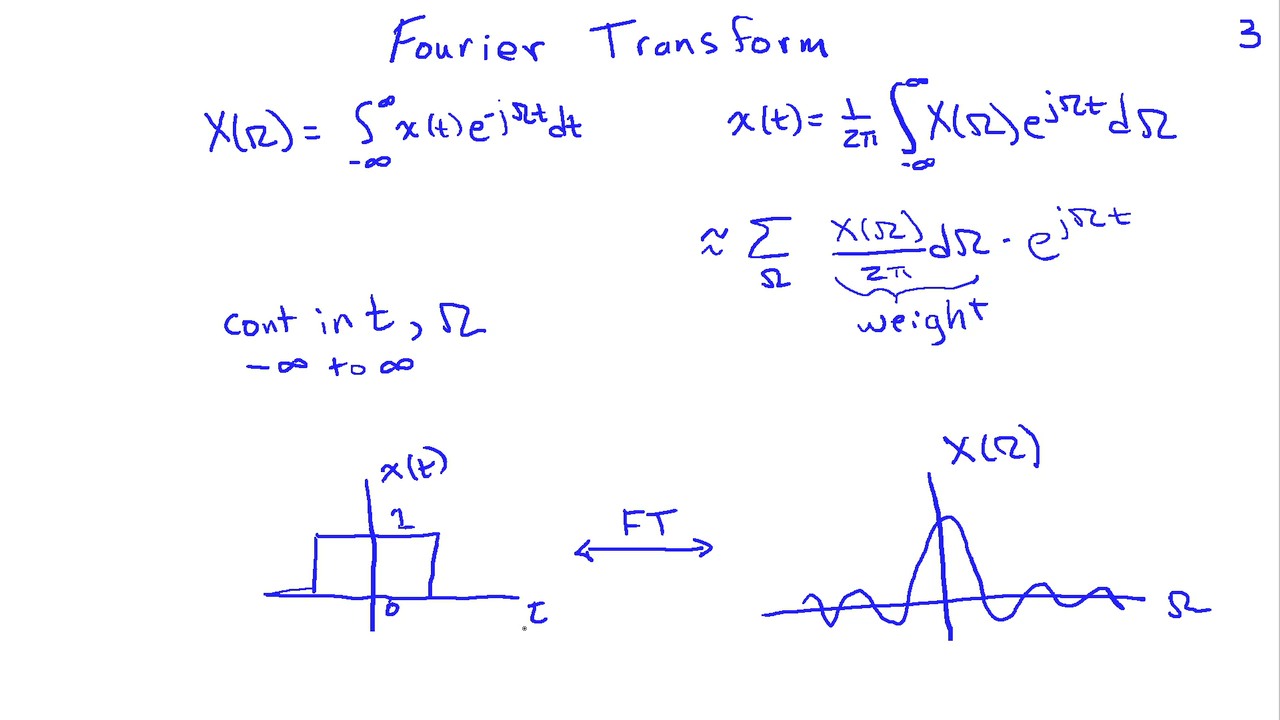 Fourier Transform
3
X(Ω) = ∫_{-∞}^{∞} x(t) e^{-jΩt} dt
x(t) = 1/2π ∫_{-∞}^{∞} X(Ω) e^{jΩt} dΩ
≈ Σ_Ω X(Ω)/2π dΩ · e^{jΩt}
weight
cont in t, Ω
-∞ to ∞
x(t)
1
0
t
FT
X(Ω)
Ω